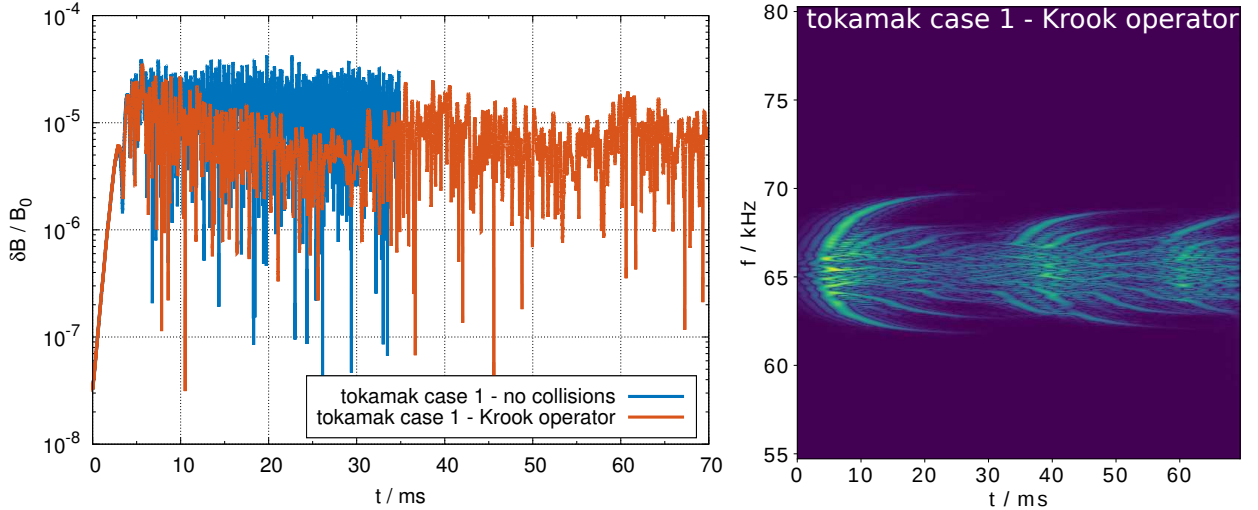 10⁻⁴
10⁻⁵
10⁻⁶
10⁻⁷
10⁻⁸
δB / B₀
0 10 20 30 40 50 60 70
t / ms
tokamak case 1 - no collisions
tokamak case 1 - Krook operator
tokamak case 1 - Krook operator
80
75
70
65
60
55
f / kHz
0 10 20 30 40 50 60
t / ms